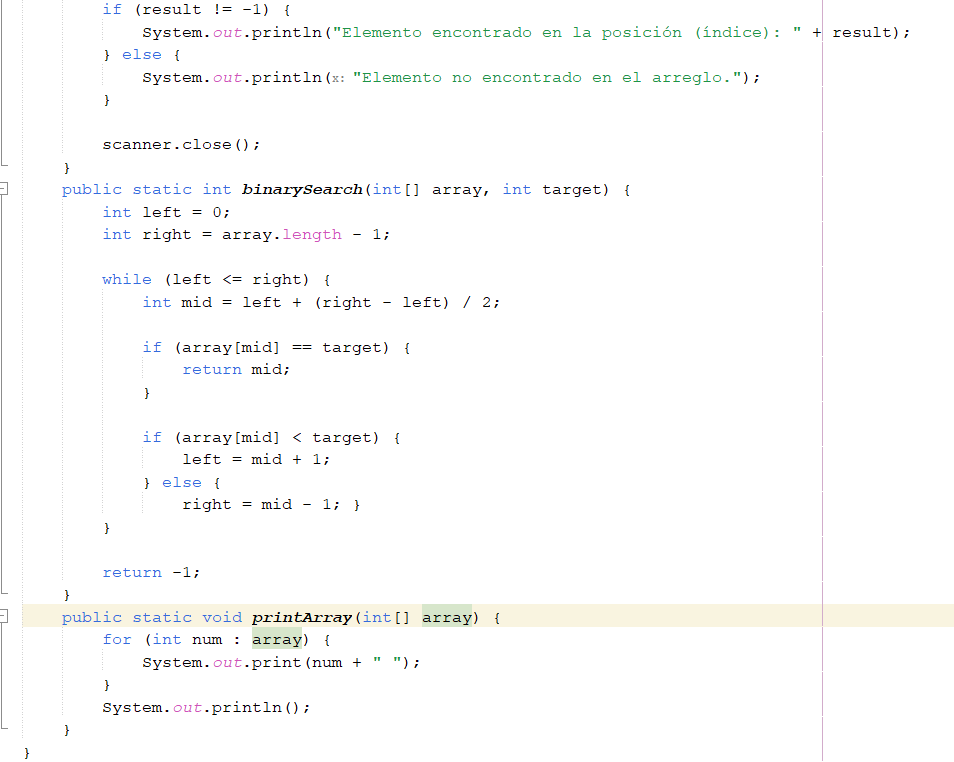 if (result != -1) {
            System.out.println("Elemento encontrado en la posición (índice): " + result);
        } else {
            System.out.println(x: "Elemento no encontrado en el arreglo.");
        }

        scanner.close();
    }
    public static int binarySearch(int[] array, int target) {
        int left = 0;
        int right = array.length - 1;

        while (left <= right) {
            int mid = left + (right - left) / 2;

            if (array[mid] == target) {
                return mid;
            }

            if (array[mid] < target) {
                left = mid + 1;
            } else {
                right = mid - 1; }
        }

        return -1;
    }
    public static void printArray(int[] array) {
        for (int num : array) {
            System.out.print(num + " ");
        }
        System.out.println();
    }
}